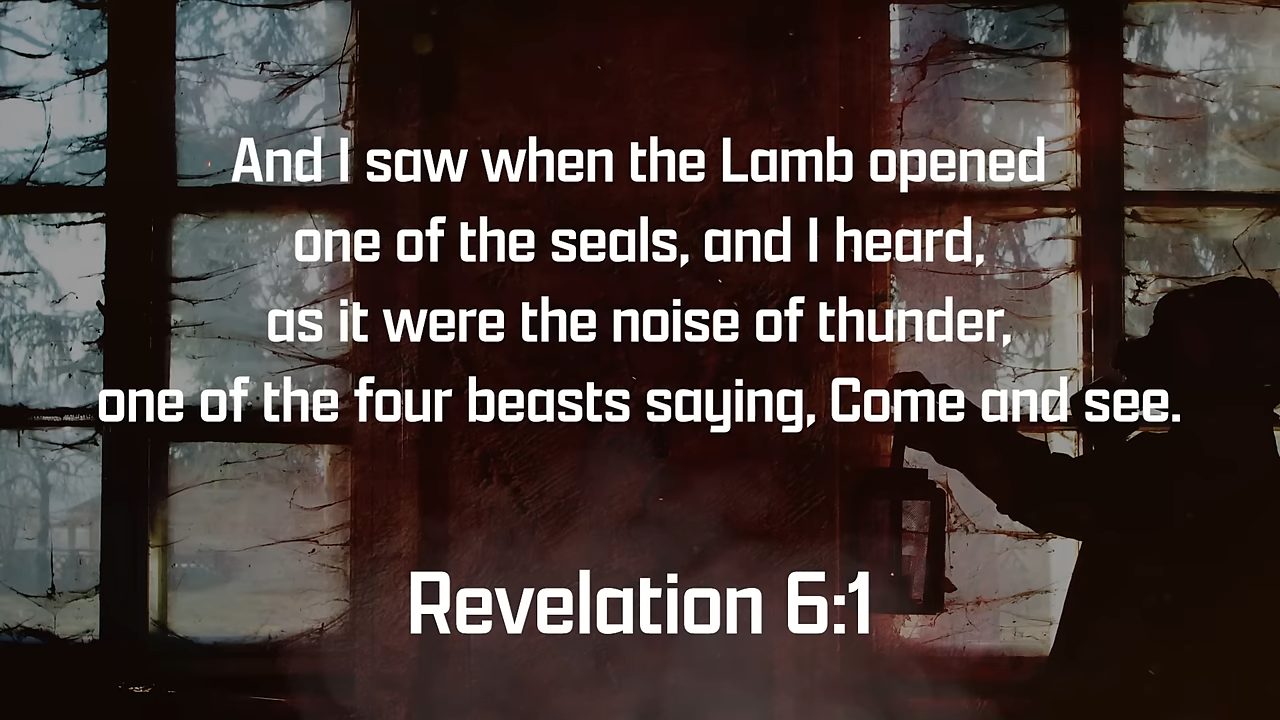 And I saw when the Lamb opened
one of the seals, and I heard,
as it were the noise of thunder,
one of the four beasts saying, Come and see.
Revelation 6:1